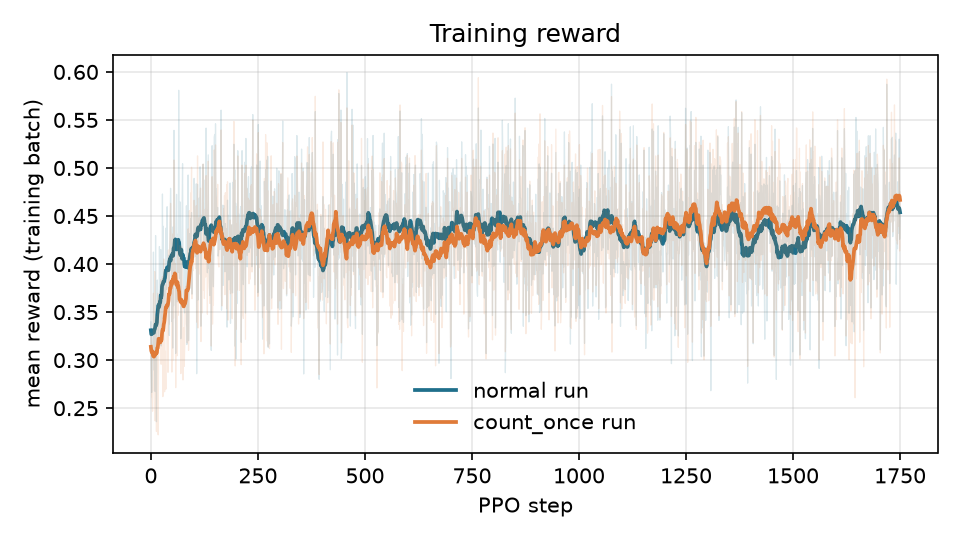 Training reward
0.60
0.55
0.50
0.45
0.40
0.35
0.30
0.25
mean reward (training batch)
normal run
count_once run
0 250 500 750 1000 1250 1500 1750
PPO step